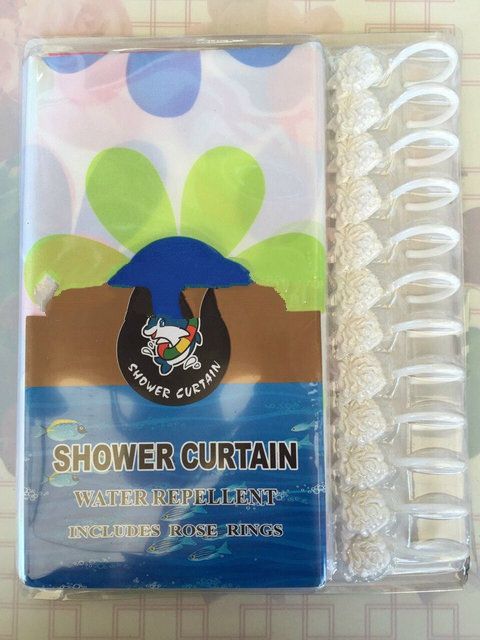 SHOWER CURTAIN
SHOWER CURTAIN
WATER REPELLENT
INCLUDES ROSE RINGS